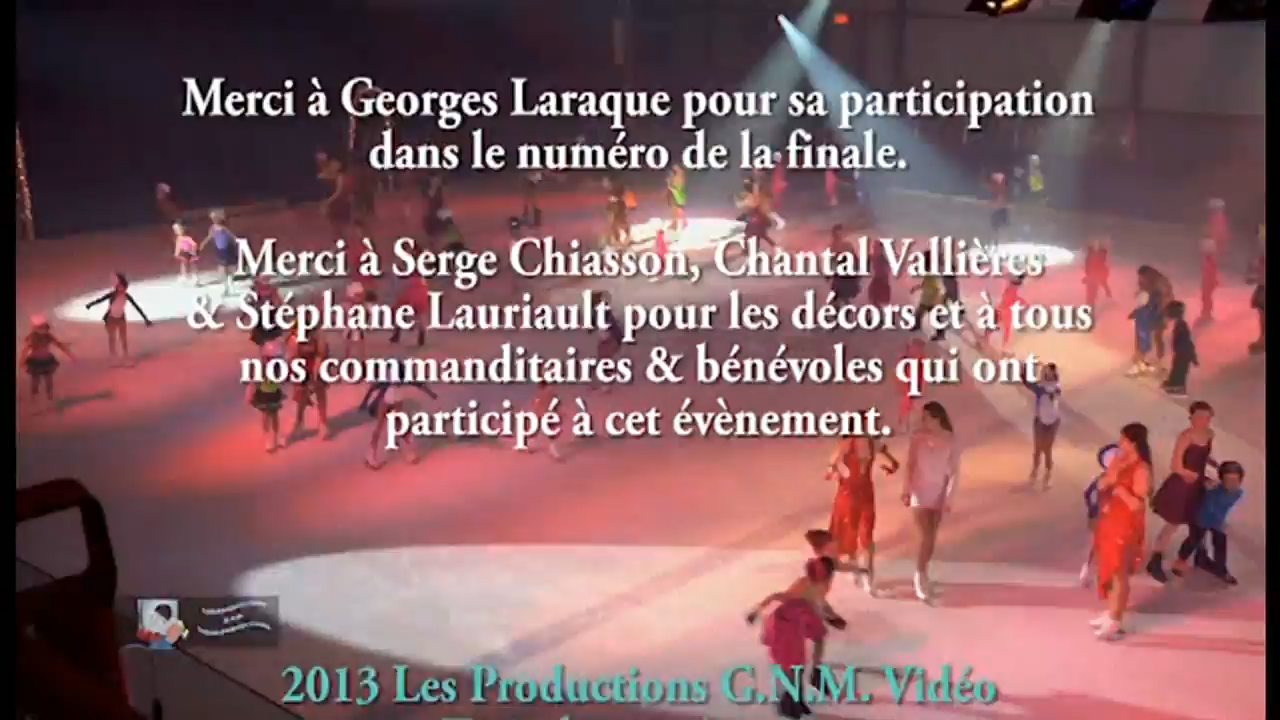 Merci à Georges Laraque pour sa participation
dans le numéro de la finale.
Merci à Serge Chiasson, Chantal Vallières
& Stéphane Lauriault pour les décors et à tous
nos commanditaires & bénévoles qui ont
participé à cet évènement.
2013 Les Productions G.N.M. Vidéo